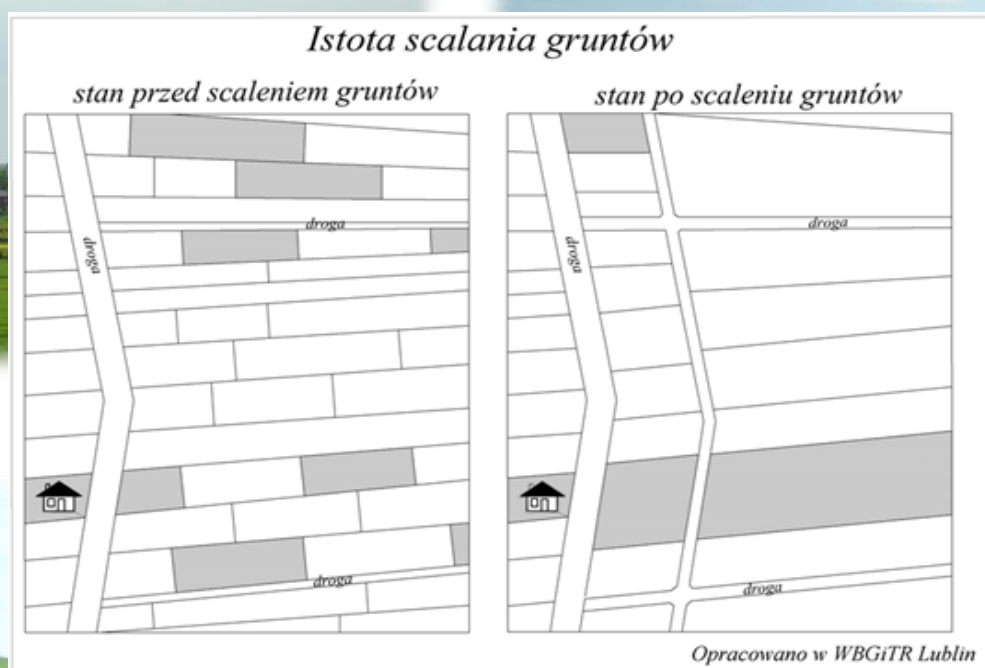 Istota scalania gruntów
stan przed scaleniem gruntów
stan po scaleniu gruntów
droga
droga
droga
droga
droga
droga
Opracowano w WBGiTR Lublin